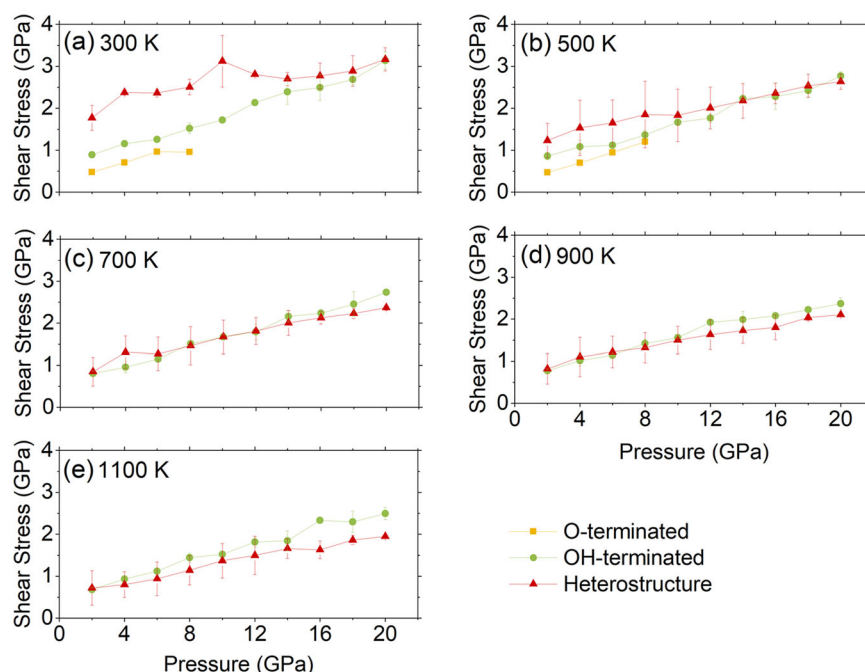 (a) 300 K
Shear Stress (GPa)
4
3
2
1
0
(b) 500 K
Shear Stress (GPa)
4
3
2
1
0
(c) 700 K
Shear Stress (GPa)
4
3
2
1
0
(d) 900 K
Shear Stress (GPa)
4
3
2
1
0
0 4 8 12 16 20
Pressure (GPa)
(e) 1100 K
Shear Stress (GPa)
4
3
2
1
0
0 4 8 12 16 20
Pressure (GPa)
O-terminated
OH-terminated
Heterostructure